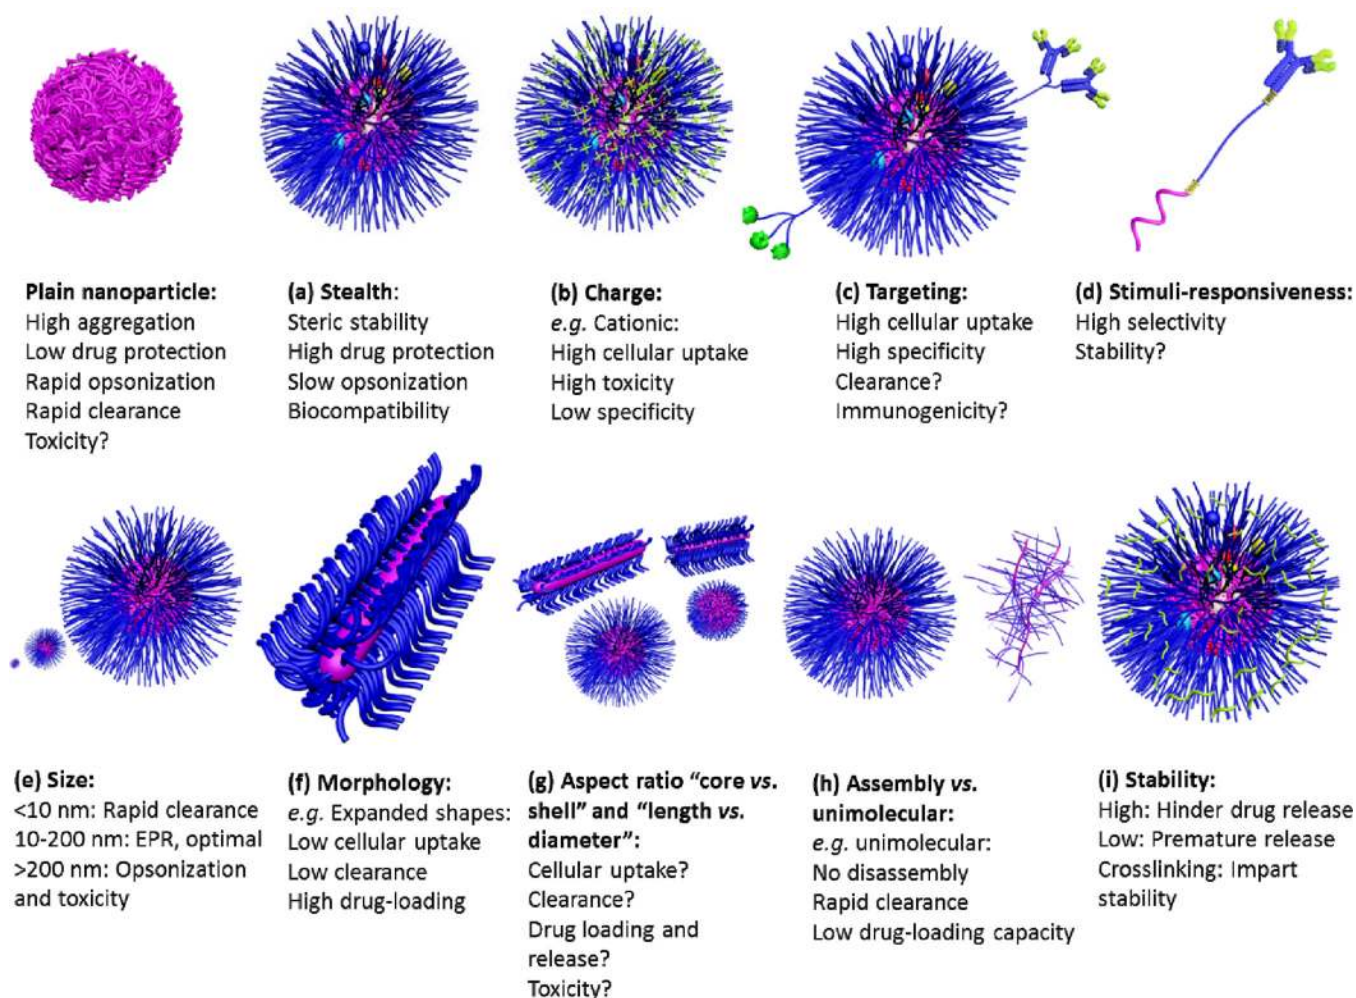 Plain nanoparticle:
High aggregation
Low drug protection
Rapid opsonization
Rapid clearance
Toxicity?
(a) Stealth:
Steric stability
High drug protection
Slow opsonization
Biocompatibility
(b) Charge:
e.g. Cationic:
High cellular uptake
High toxicity
Low specificity
(c) Targeting:
High cellular uptake
High specificity
Clearance?
Immunogenicity?
(d) Stimuli-responsiveness:
High selectivity
Stability?
(e) Size:
<10 nm: Rapid clearance
10-200 nm: EPR, optimal
>200 nm: Opsonization
and toxicity
(f) Morphology:
e.g. Expanded shapes:
Low cellular uptake
Low clearance
High drug-loading
(g) Aspect ratio “core vs.
shell” and “length vs.
diameter”:
Cellular uptake?
Clearance?
Drug loading and
release?
Toxicity?
(h) Assembly vs.
unimolecular:
e.g. unimolecular:
No disassembly
Rapid clearance
Low drug-loading capacity
(i) Stability:
High: Hinder drug release
Low: Premature release
Crosslinking: Impart
stability